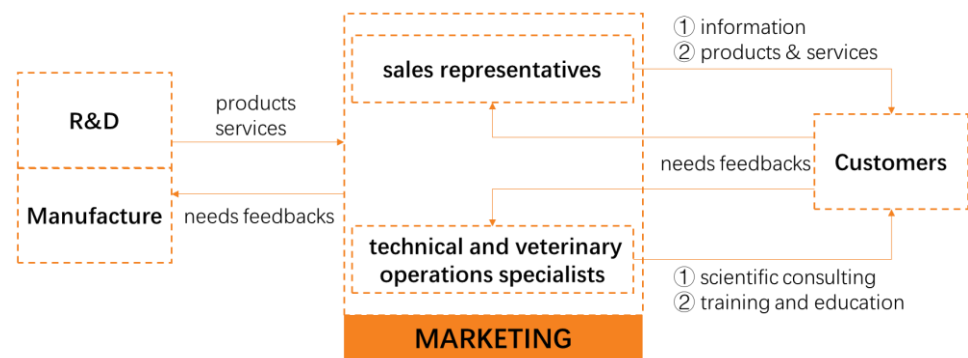 R&D
Manufacture
products
services
needs feedbacks
sales representatives
technical and veterinary
operations specialists
MARKETING
① information
② products & services
needs feedbacks
Customers
① scientific consulting
② training and education